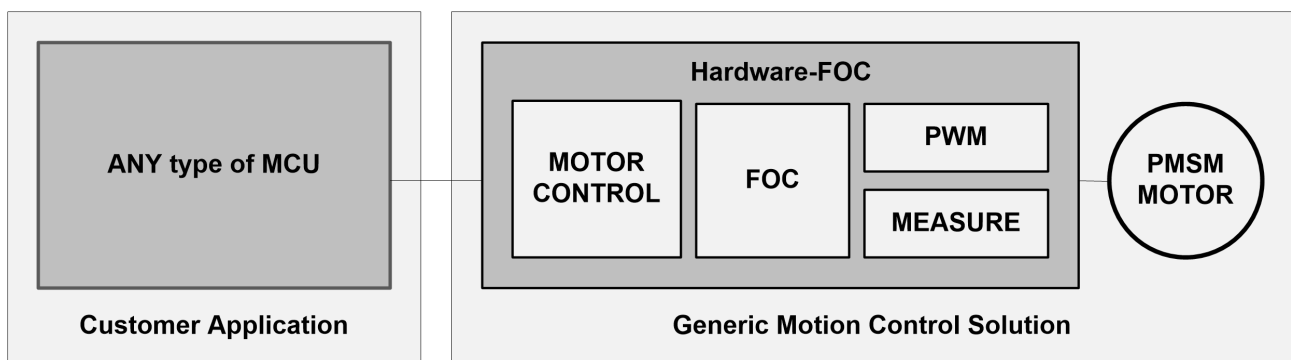 ANY type of MCU
Customer Application
Hardware-FOC
MOTOR
CONTROL
FOC
PWM
MEASURE
PMSM
MOTOR
Generic Motion Control Solution